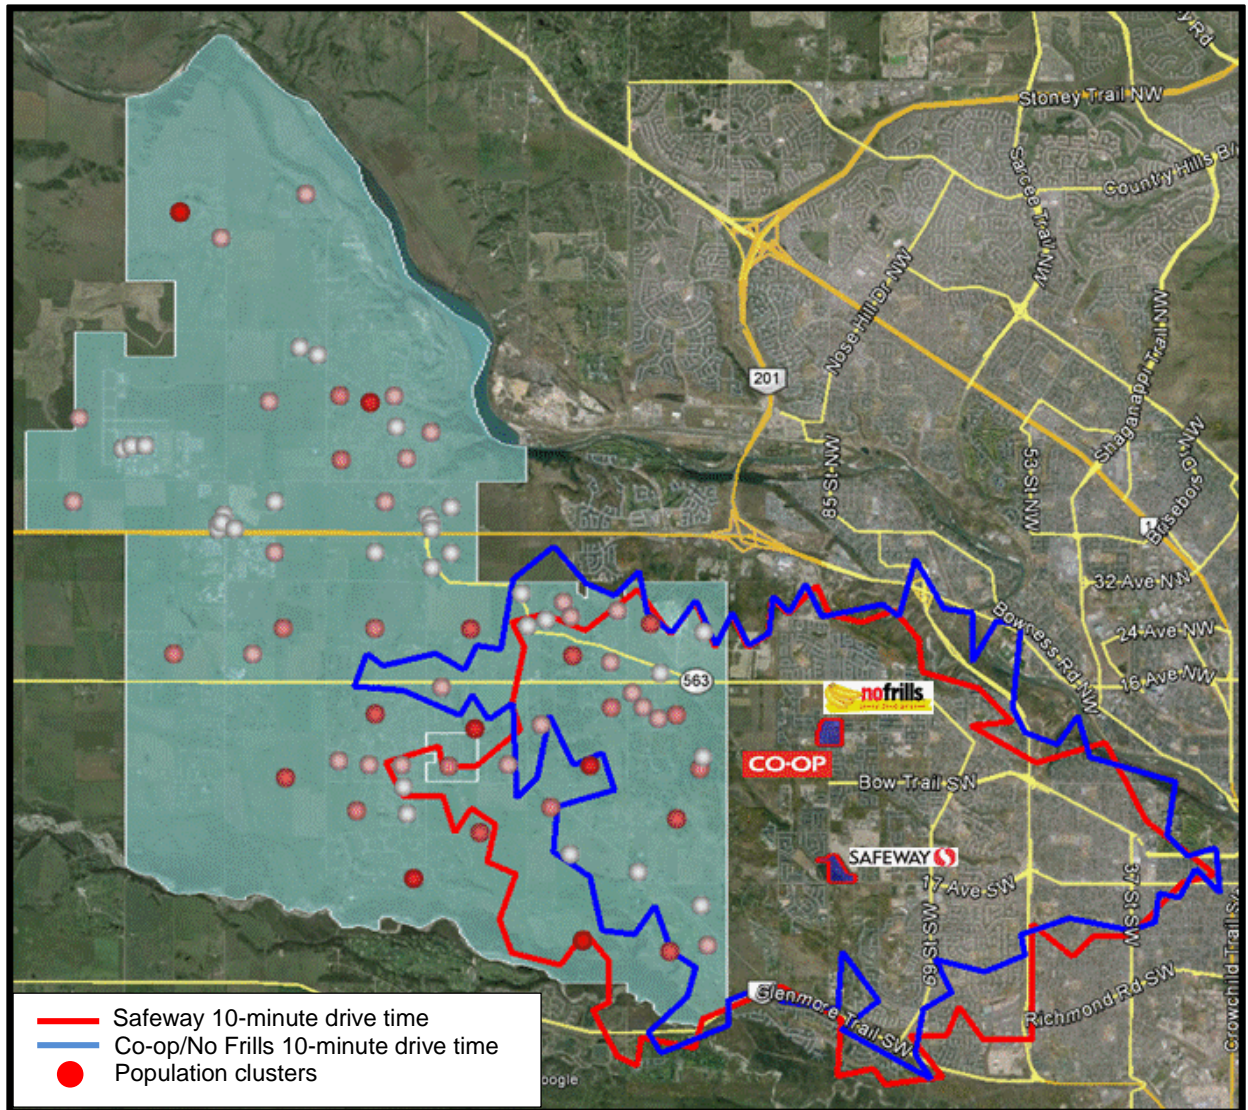 Stoney Trail NW
Sarcee Trail NW
Country Hills B
y Rd
Nose Hill Dr NW
201
Shaganappi Trail NW
85 St NW
53 St NW
Brisebois Dr NW
1
32 Ave NW
24 Ave NW
16 Ave NW
Bowness Rd NW
563
nofrills
CO-OP
Bow Trail SW
SAFEWAY
17 Ave SW
37 St SW
69 St SW
Crowchild Trail S
Richmond Rd SW
Glenmore Trail SW
oogle
Safeway 10-minute drive time
Co-op/No Frills 10-minute drive time
Population clusters